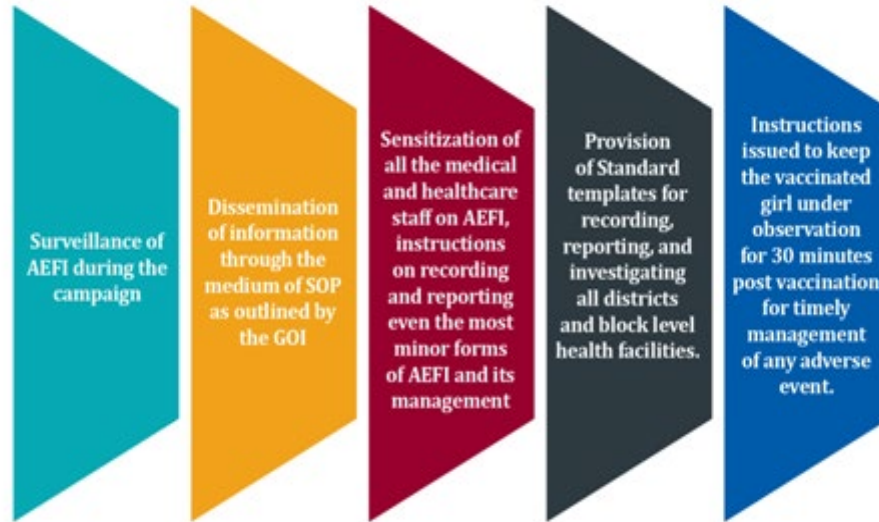 Surveillance of
AEFI during the
campaign
Dissemination
of information
through the
medium of SOP
as outlined by
the GOI
Sensitization of
all the medical
and healthcare
staff on AEFI,
instructions
on recording
and reporting
even the most
minor forms
of AEFI and its
management
Provision
of Standard
templates for
recording,
reporting, and
investigating
all districts
and block level
health facilities.
Instructions
issued to keep
the vaccinated
girl under
observation
for 30 minutes
post vaccination
for timely
management
of any adverse
event.